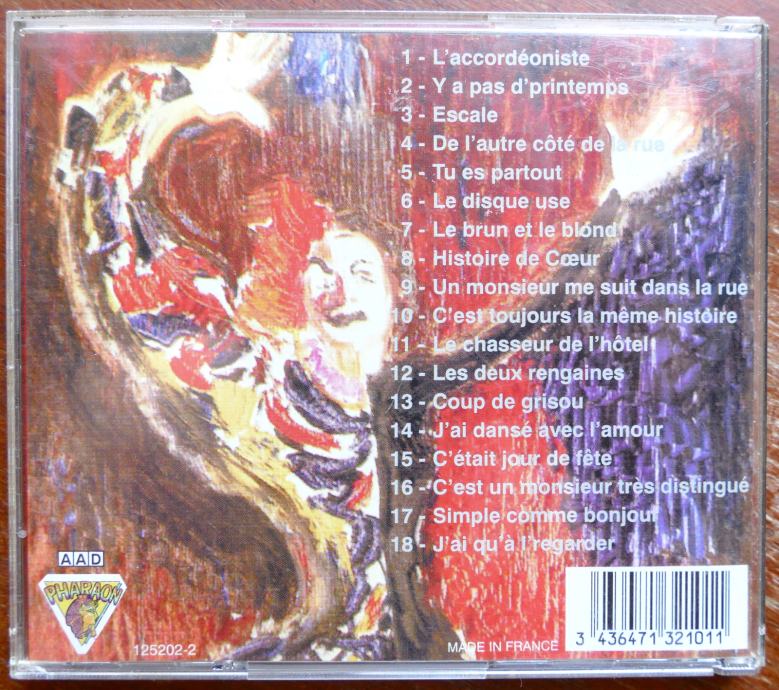 1 - L'accordéoniste
2 - Y a pas d'printemps
3 - Escale
4 - De l'autre côté de la rue
5 - Tu es partout
6 - Le disque use
7 - Le brun et le blond
8 - Histoire de Cœur
9 - Un monsieur me suit dans la rue
10 - C'est toujours la même histoire
11 - Le chasseur de l'hôtel
12 - Les deux rengaines
13 - Coup de grisou
14 - J'ai dansé avec l'amour
15 - C'était jour de fête
16 - C'est un monsieur très distingué
17 - Simple comme bonjour
18 - J'ai qu'à l'regarder
AAD
PHARAON
125202-2
MADE IN FRANCE
3 436471 321011